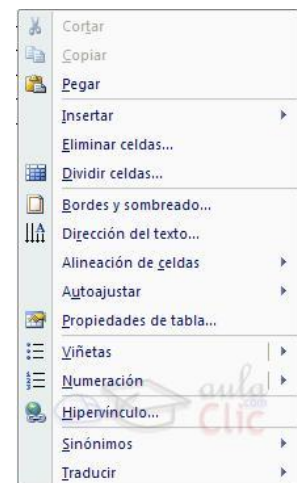 Cortar
Copiar
Pegar
Insertar
Eliminar celdas...
Dividir celdas...
Bordes y sombreado...
Dirección del texto...
Alineación de celdas
Autoajustar
Propiedades de tabla...
Viñetas
Numeración
aula
Hipervínculo...
Clic
Sinónimos
Traducir